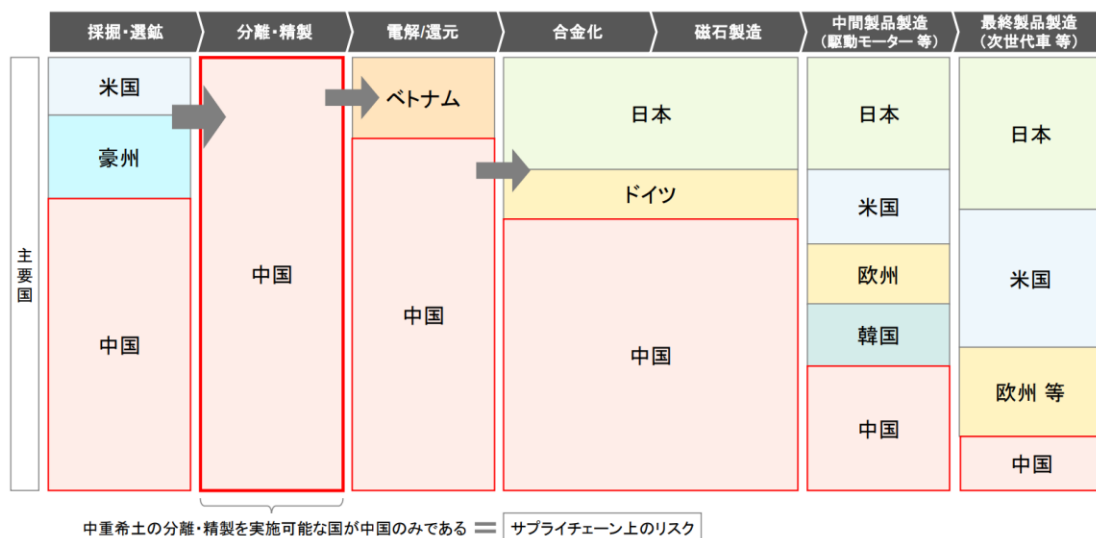 採掘・選鉱
分離・精製
電解/還元
合金化
磁石製造
中間製品製造
（駆動モーター 等）
最終製品製造
（次世代車 等）
主要国
米国
豪州
中国
中国
ベトナム
中国
日本
ドイツ
中国
日本
米国
欧州
韓国
中国
日本
米国
欧州 等
中国
中重希土の分離・精製を実施可能な国が中国のみである = サプライチェーン上のリスク